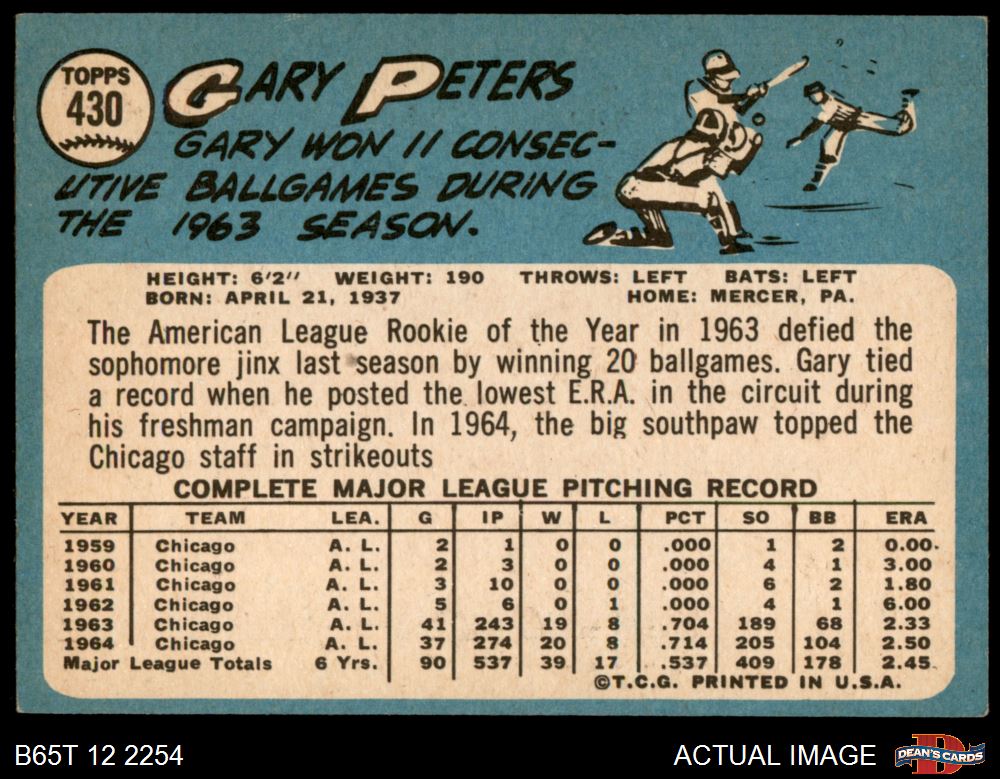 TOPPS
430
GARY PETERS
GARY WON 11 CONSEC-
UTIVE BALLGAMES DURING
THE 1963 SEASON.
HEIGHT: 6'2" WEIGHT: 190 THROWS: LEFT BATS: LEFT
BORN: APRIL 21, 1937 HOME: MERCER, PA.
The American League Rookie of the Year in 1963 defied the
sophomore jinx last season by winning 20 ballgames. Gary tied
a record when he posted the lowest E.R.A. in the circuit during
his freshman campaign. In 1964, the big southpaw topped the
Chicago staff in strikeouts
COMPLETE MAJOR LEAGUE PITCHING RECORD
YEAR TEAM LEA. G IP W L PCT SO BB ERA
1959 Chicago A. L. 2 1 0 0 .000 1 2 0.00
1960 Chicago A. L. 2 3 0 0 .000 4 1 3.00
1961 Chicago A. L. 3 10 0 0 .000 6 2 1.80
1962 Chicago A. L. 5 6 0 1 .000 4 1 6.00
1963 Chicago A. L. 41 243 19 8 .704 189 68 2.33
1964 Chicago A. L. 37 274 20 8 .714 205 104 2.50
Major League Totals 6 Yrs. 90 537 39 17 .537 409 178 2.45
©T.C.G. PRINTED IN U.S.A.
B65T 12 2254 ACTUAL IMAGE DEAN'S CARDS